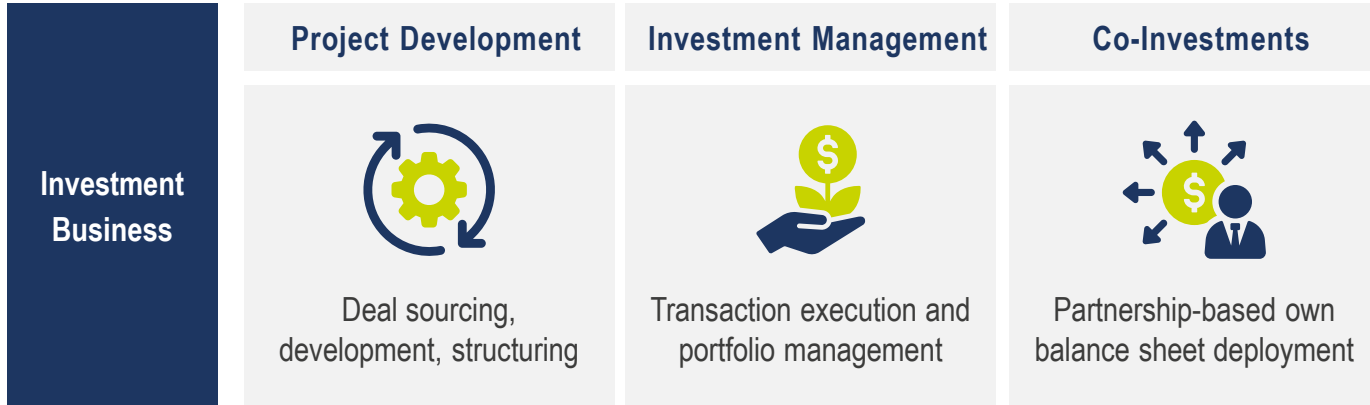 Investment
Business
Project Development
Deal sourcing,
development, structuring
Investment Management
$
Transaction execution and
portfolio management
Co-Investments
$
Partnership-based own
balance sheet deployment